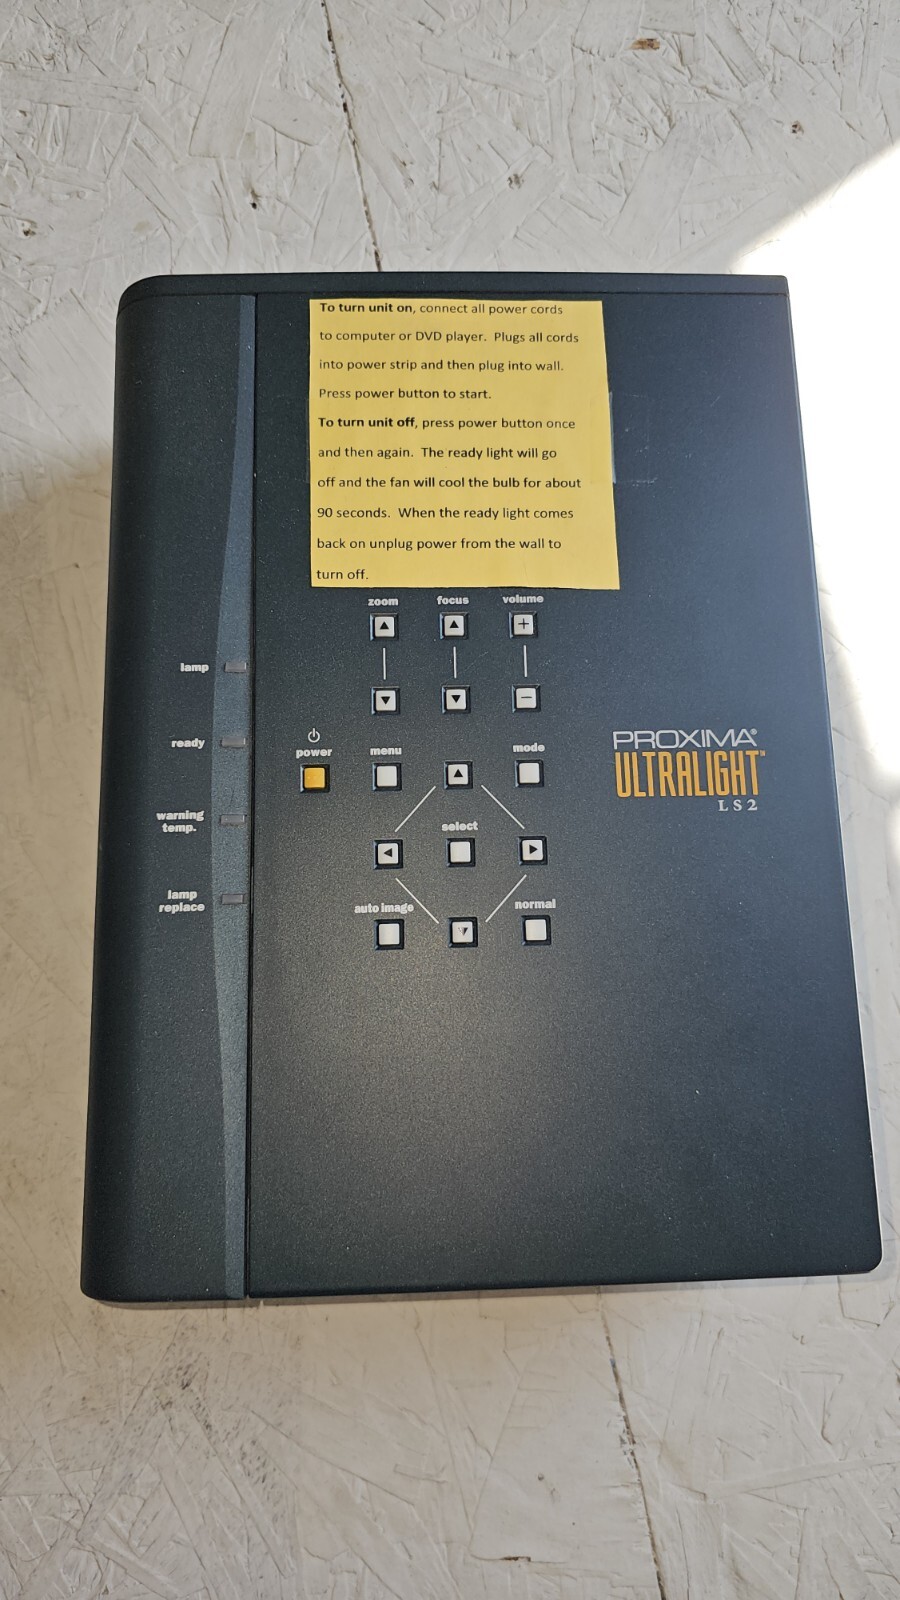 To turn unit on, connect all power cords
to computer or DVD player.  Plugs all cords
into power strip and then plug into wall.
Press power button to start.
To turn unit off, press power button once
and then again.  The ready light will go
off and the fan will cool the bulb for about
90 seconds.  When the ready light comes
back on unplug power from the wall to
turn off.
zoom focus volume
lamp
ready
power menu mode
PROXIMA®
ULTRALIGHT™
LS2
warning
temp.
select
lamp
replace
auto image normal